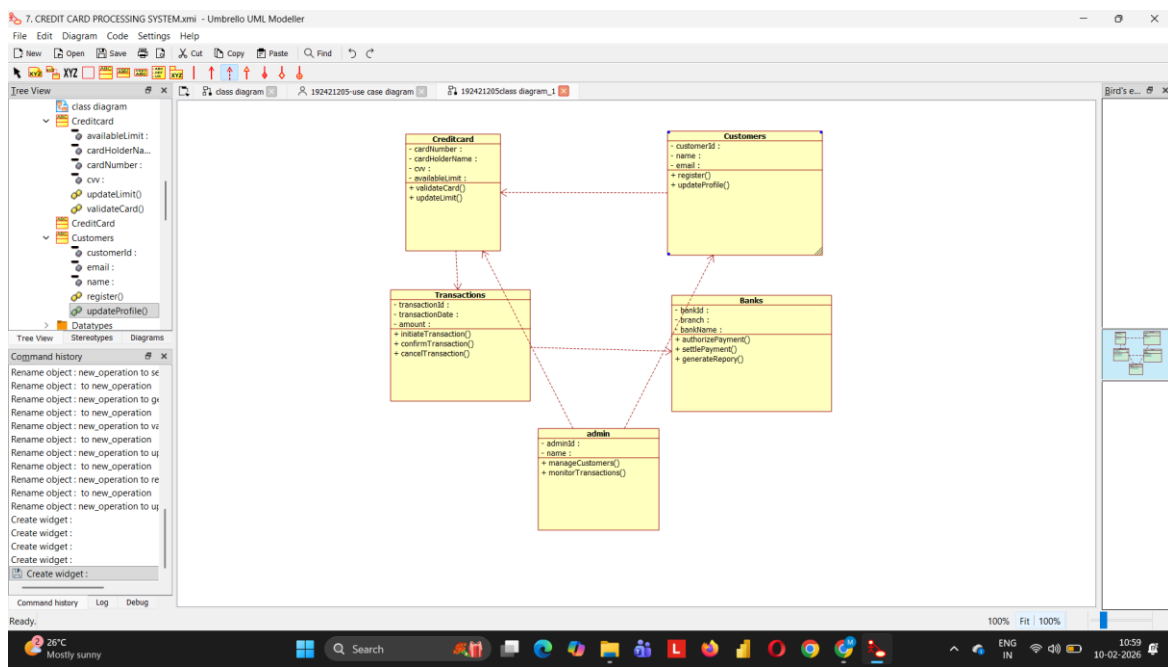 7. CREDIT CARD PROCESSING SYSTEM.xmi - Umbrello UML Modeller
File Edit Diagram Code Settings Help
New Open Save Cut Copy Paste Find
XYZ XYZ
Tree View
class diagram 192421205-use case diagram 192421205class diagram_1
Bird's e...
class diagram
Creditcard
availableLimit :
cardHolderNa...
cardNumber :
cvv :
updateLimit()
validateCard()
CreditCard
Customers
customerId :
email :
name :
register()
updateProfile()
Datatypes
Tree View Stereotypes Diagrams
Command history
Rename object : new_operation to se
Rename object : to new_operation
Rename object : new_operation to ge
Rename object : to new_operation
Rename object : new_operation to va
Rename object : to new_operation
Rename object : new_operation to up
Rename object : to new_operation
Rename object : new_operation to re
Rename object : to new_operation
Rename object : new_operation to up
Create widget :
Create widget :
Create widget :
Create widget :
Create widget :
Command history Log Debug
Creditcard
- cardNumber :
- cardHolderName :
- cvv :
- availableLimit :
+ validateCard()
+ updateLimit()
Customers
- customerId :
- name :
- email :
+ register()
+ updateProfile()
Transactions
- transactionId :
- transactionDate :
- amount :
+ initiateTransaction()
+ confirmTransaction()
+ cancelTransaction()
Banks
- bankId :
- branch :
- bankName :
+ authorizePayment()
+ settlePayment()
+ generateRepory()
admin
- adminId :
- name :
+ manageCustomers()
+ monitorTransactions()
Ready.
100% Fit 100%
2
26°C
Mostly sunny
Search
L
M
ENG
IN
10:59
10-02-2026